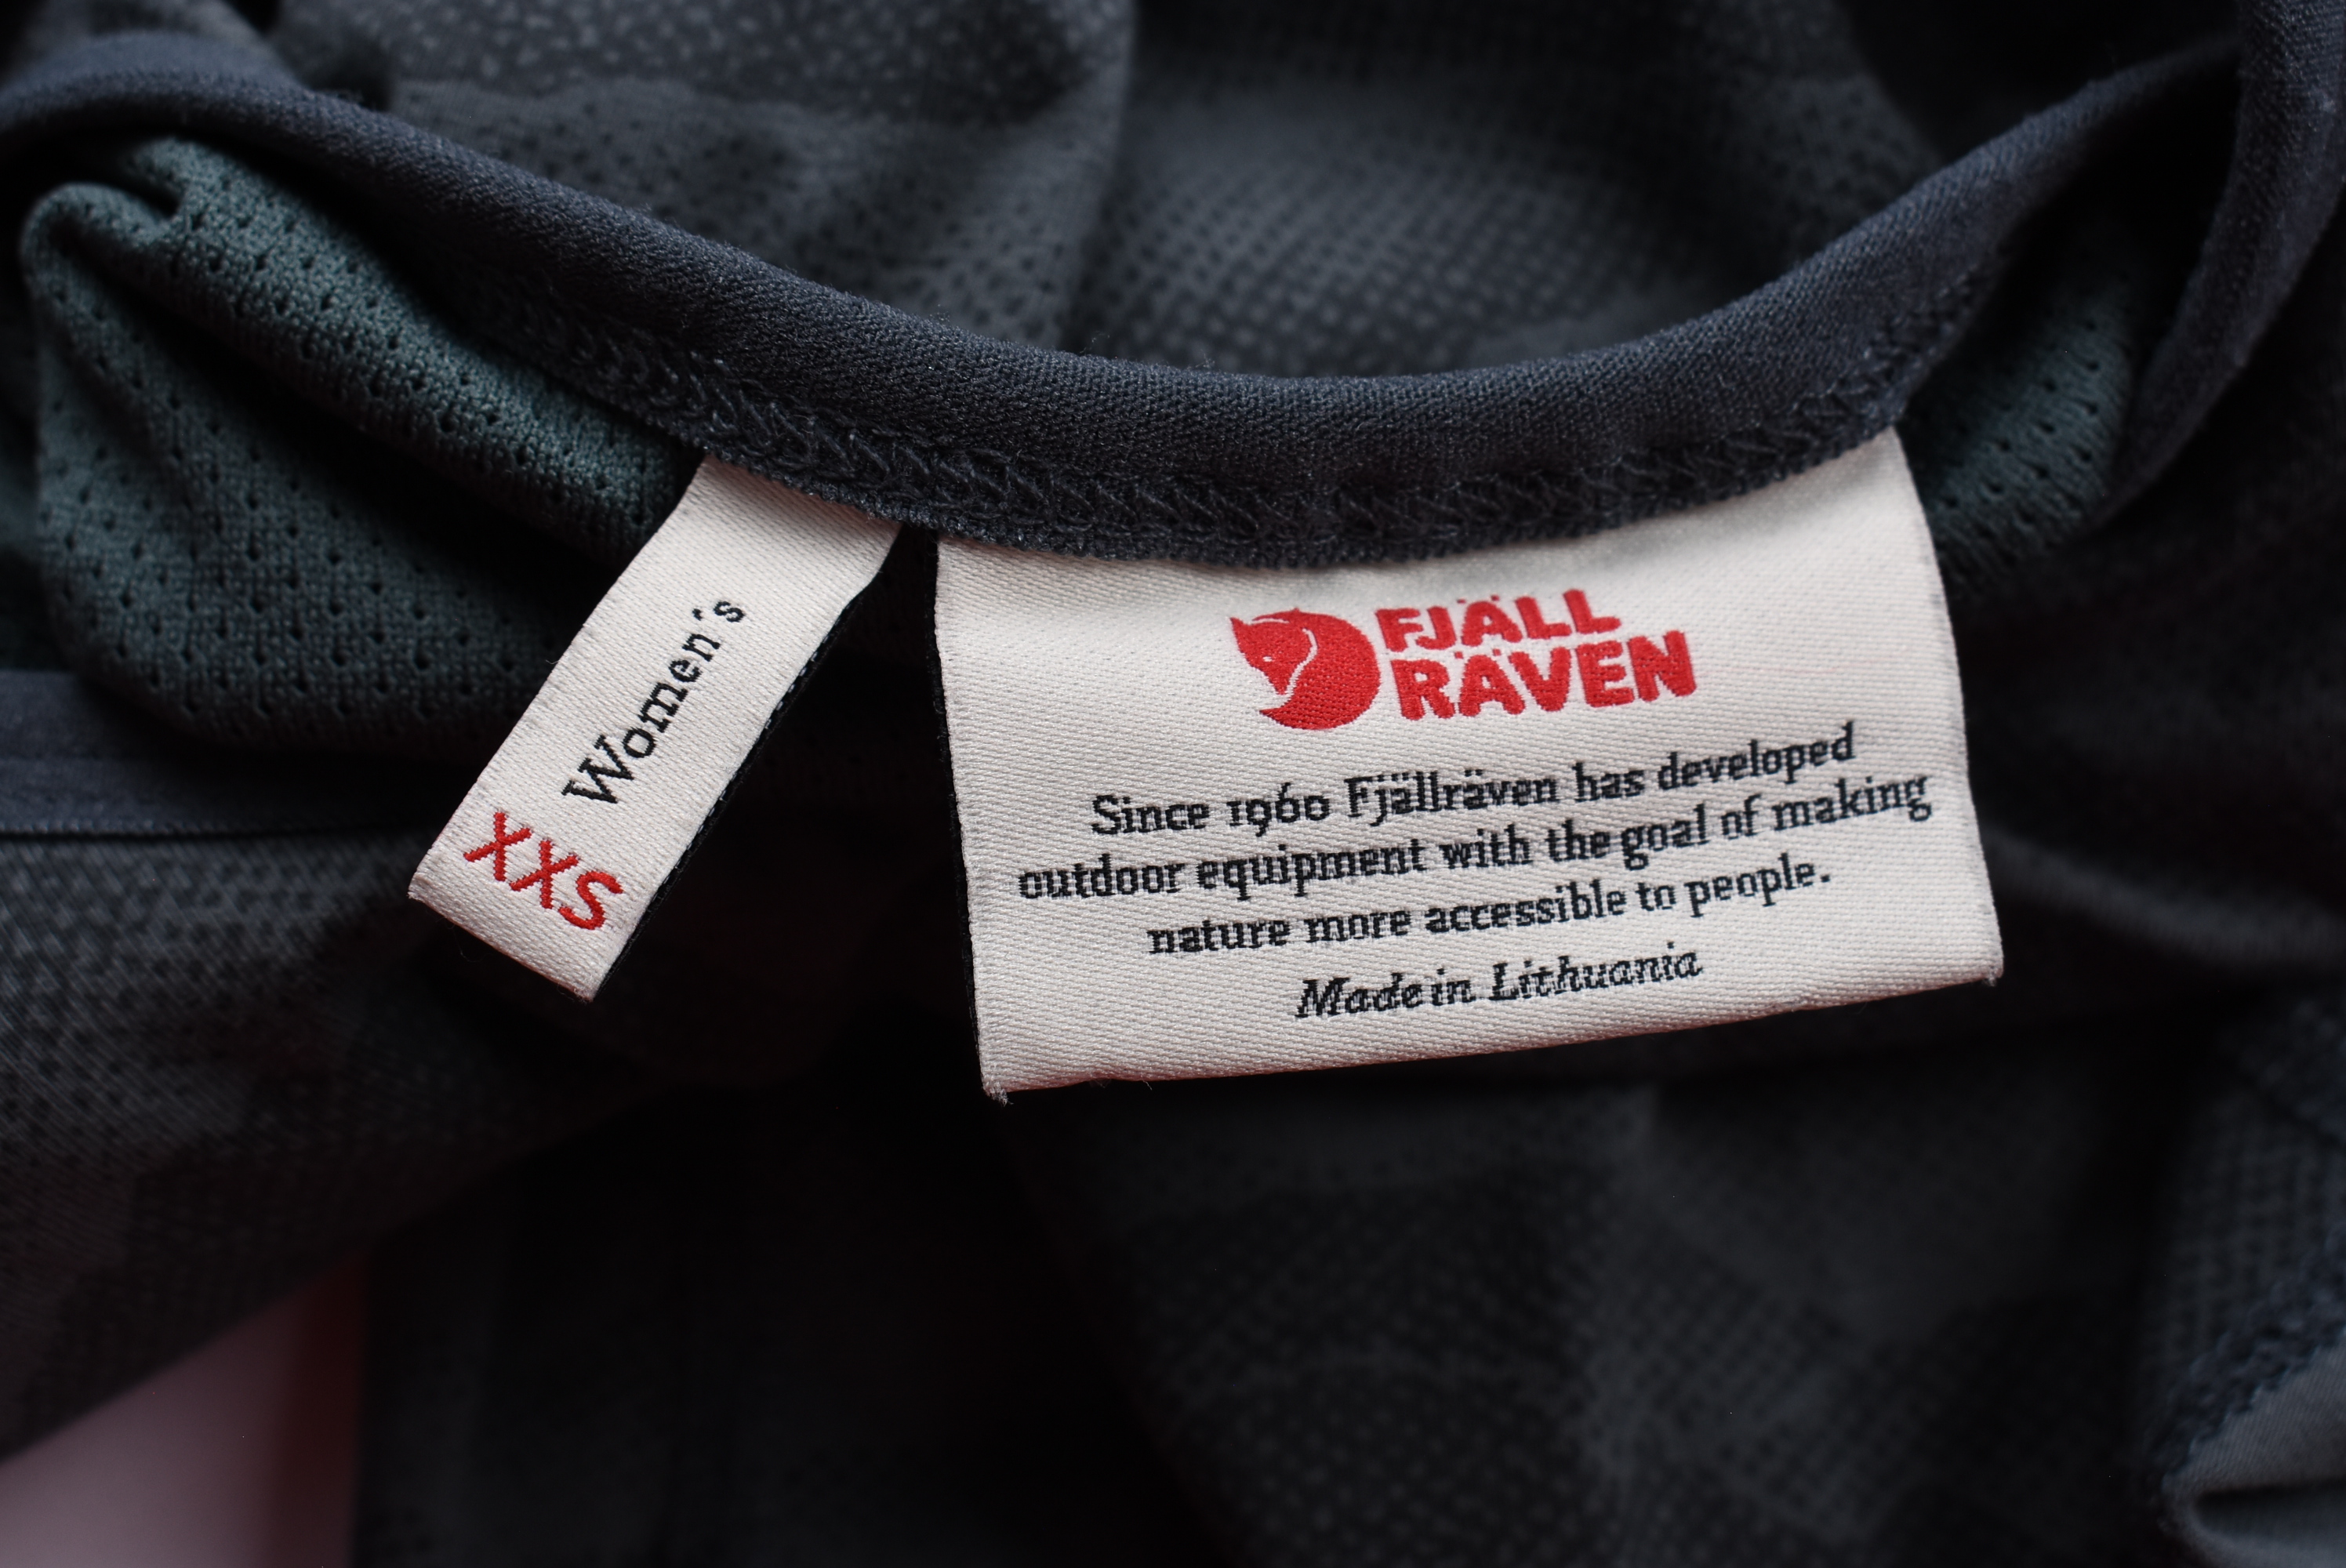 Women's
XXS
FJÄLL
RÄVEN
Since 1960 Fjällräven has developed
outdoor equipment with the goal of making
nature more accessible to people.
Made in Lithuania